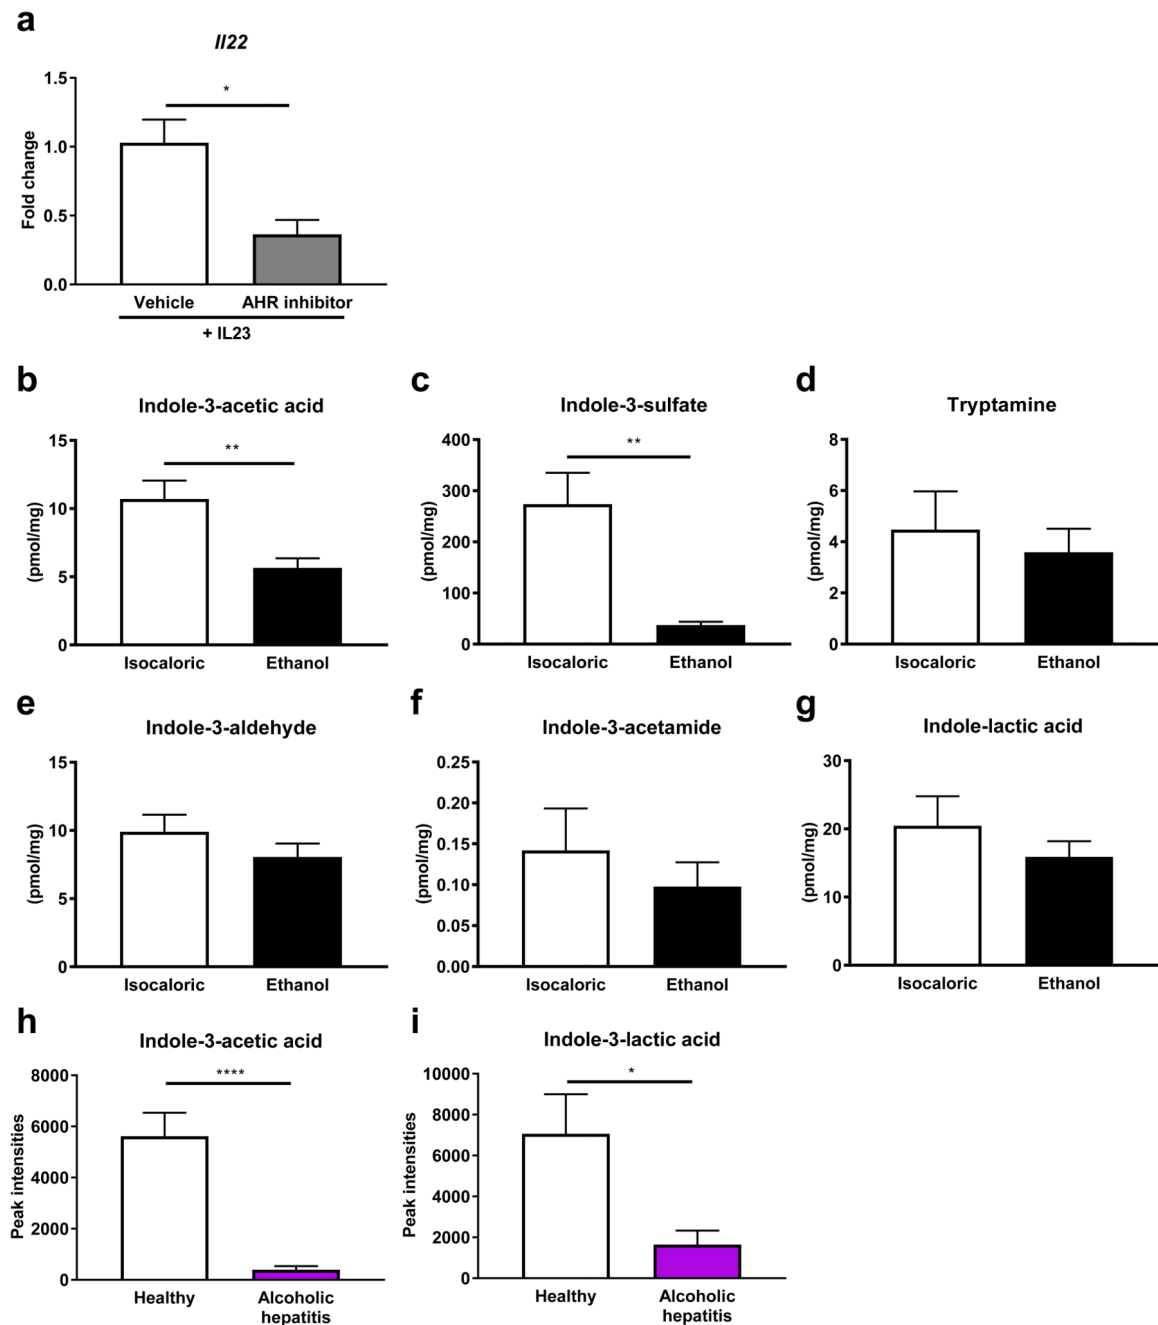 a
Il22
1.5
1.0
0.5
0.0
Fold change
*
Vehicle AHR inhibitor
+ IL23
b
Indole-3-acetic acid
15
10
5
0
(pmol/mg)
**
Isocaloric Ethanol
c
Indole-3-sulfate
400
300
200
100
0
(pmol/mg)
**
Isocaloric Ethanol
d
Tryptamine
8
6
4
2
0
(pmol/mg)
Isocaloric Ethanol
e
Indole-3-aldehyde
15
10
5
0
(pmol/mg)
Isocaloric Ethanol
f
Indole-3-acetamide
0.25
0.20
0.15
0.10
0.05
0.00
(pmol/mg)
Isocaloric Ethanol
g
Indole-lactic acid
30
20
10
0
(pmol/mg)
Isocaloric Ethanol
h
Indole-3-acetic acid
8000
6000
4000
2000
0
Peak intensities
****
Healthy Alcoholic
hepatitis
i
Indole-3-lactic acid
10000
8000
6000
4000
2000
0
Peak intensities
*
Healthy Alcoholic
hepatitis